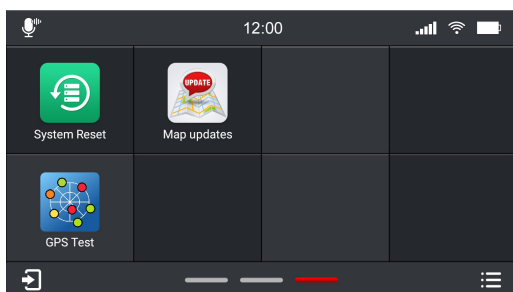 12:00
UPDATE
System Reset
Map updates
GPS Test